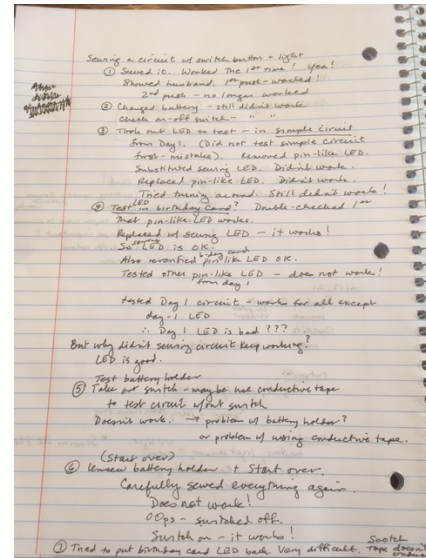 Sewing a circuit w/ switch button + light
① Sewed it. Worked the 1st time! Yea!
Showed husband. 1st push - worked!
2nd push - no longer worked
② Changed battery - still didn't work
check on-off switch - " "
③ Took out LED to test - in simple circuit
from Day 1. (Did not test simple circuit
first - mistake). Removed pin-like LED.
Substituted sewing LED. Didn't work.
Replaced pin-like LED. Didn't work.
Tried turning around. Still didn't work!
④ Test LED in birthday card? Double-checked 1st
that pin-like LED works.
Replaced w/ sewing LED - it works!
So sewing LED is OK.
Also reverified b-day card pin like LED OK.
Tested other pin-like LED - does not work!
from day 1
tested Day 1 circuit - work for all except
day-1 LED
∴ Day 1 LED is bad ???
But why didn't sewing circuit keep working?
LED is good.
Test battery holder
⑤ Take out switch - maybe use conductive tape
to test circuit w/out switch
Doesn't work. → problem w/ battery holder?
or problem w/ using conductive tape.
(Start over)
⑥ Unsew battery holder + Start over.
Carefully sewed everything again.
Does not work!
OOps - switched off.
Switch on - it works!
⑦ Tried to put birthday card LED back. Very difficult. Scotch
tape doesn't